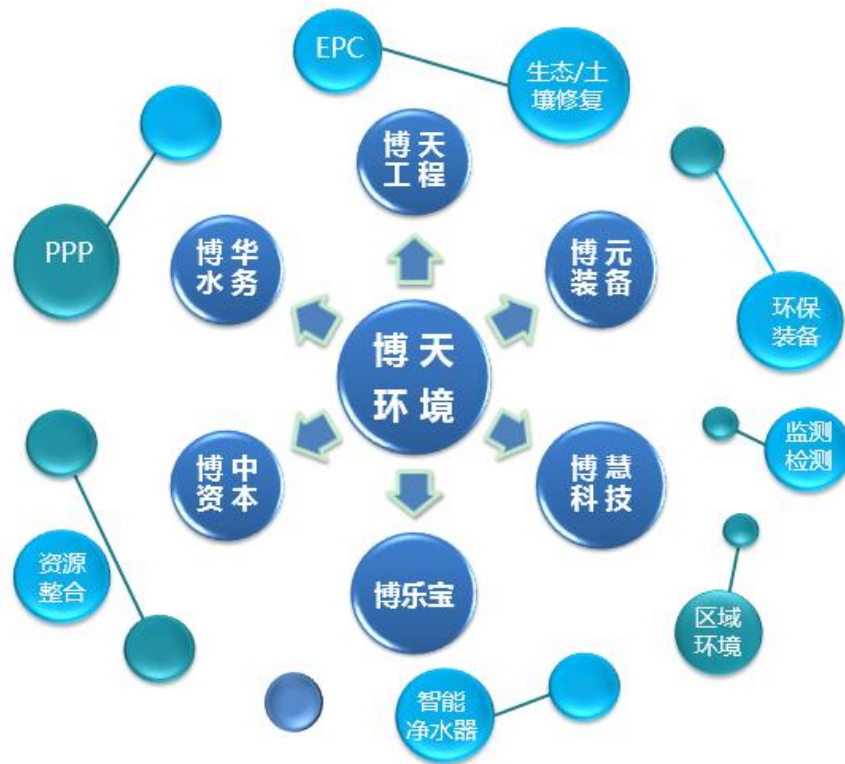 EPC
生态/土
壤修复
博天
工程
PPP
博华
水务
博元
装备
环保
装备
博天
环境
监测
检测
博中
资本
博慧
科技
资源
整合
博乐宝
区域
环境
智能
净水器